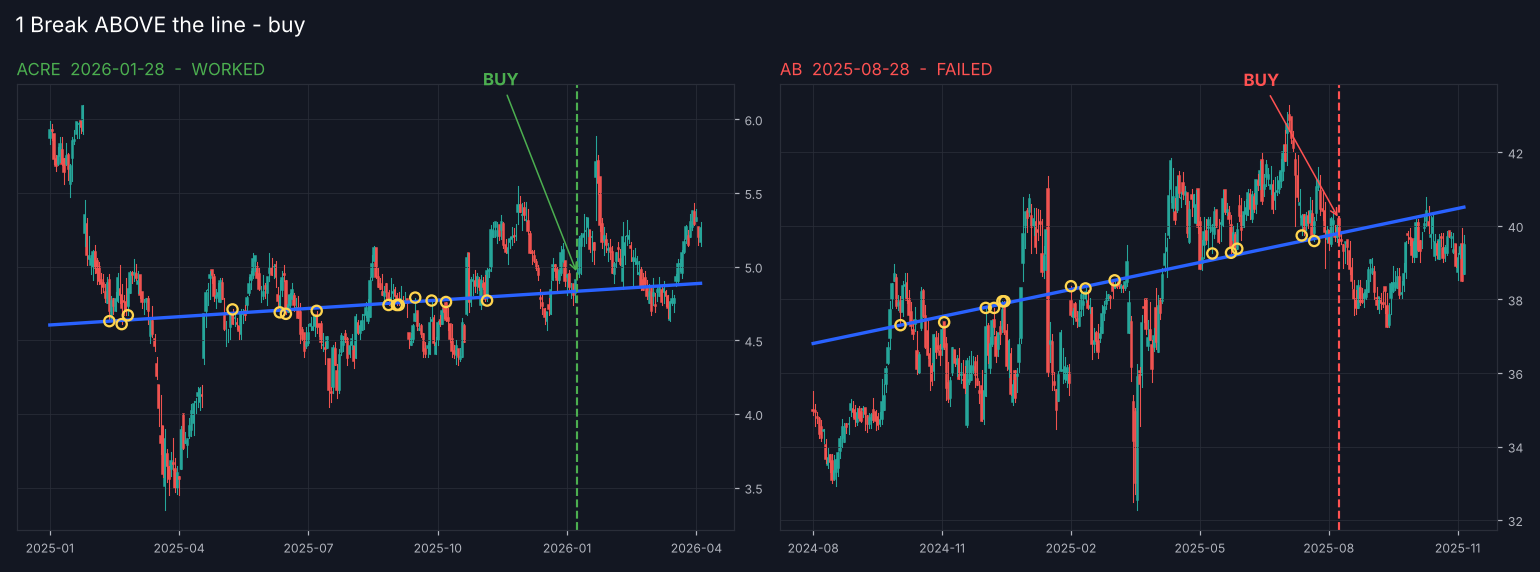 1 Break ABOVE the line - buy
ACRE 2026-01-28 - WORKED
BUY
6.0
5.5
5.0
4.5
4.0
3.5
2025-01 2025-04 2025-07 2025-10 2026-01 2026-04
AB 2025-08-28 - FAILED
BUY
42
40
38
36
34
32
2024-08 2024-11 2025-02 2025-05 2025-08 2025-11